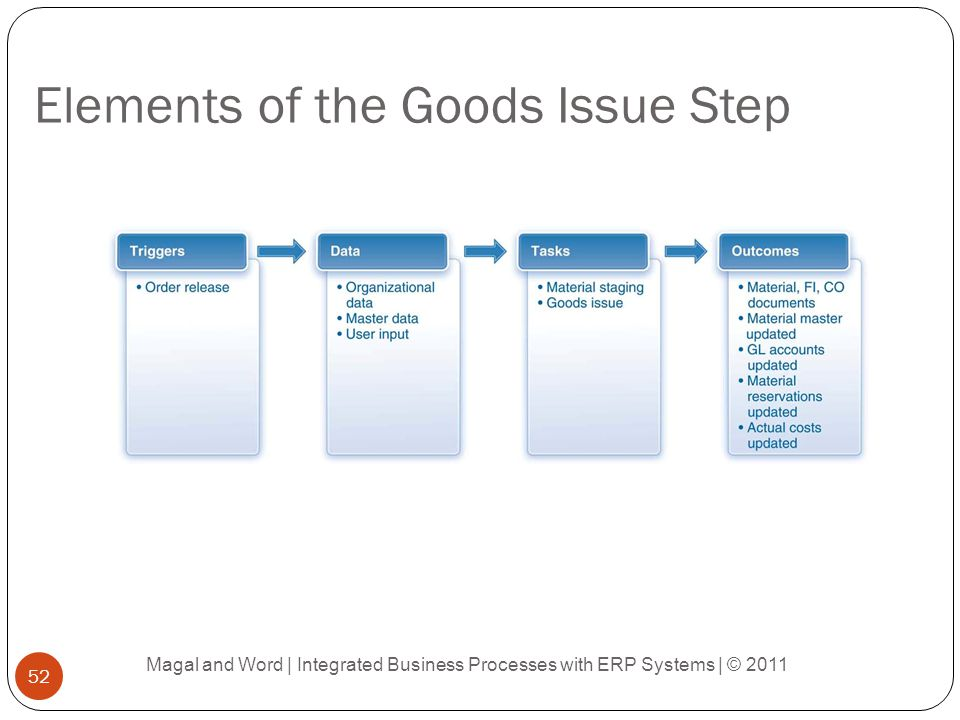 Elements of the Goods Issue Step
Triggers
• Order release
Data
• Organizational
data
• Master data
• User input
Tasks
• Material staging
• Goods issue
Outcomes
• Material, FI, CO
documents
• Material master
updated
• GL accounts
updated
• Material
reservations
updated
• Actual costs
updated
52
Magal and Word | Integrated Business Processes with ERP Systems | © 2011